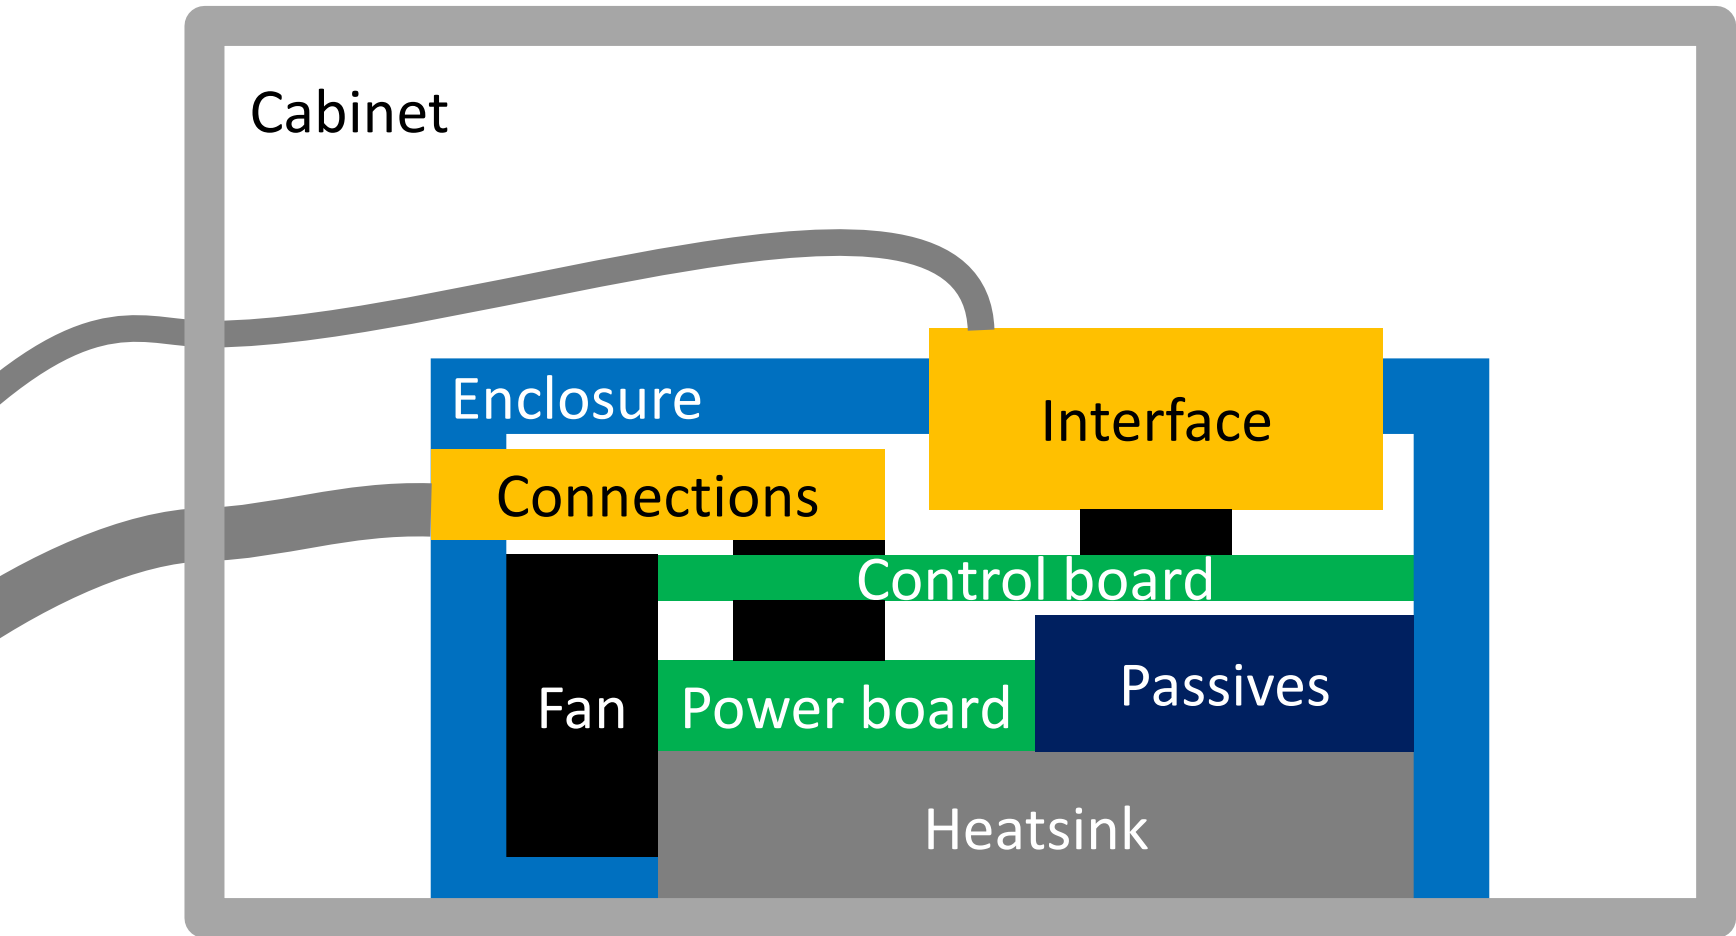 Cabinet
Enclosure
Interface
Connections
Control board
Fan
Power board
Passives
Heatsink